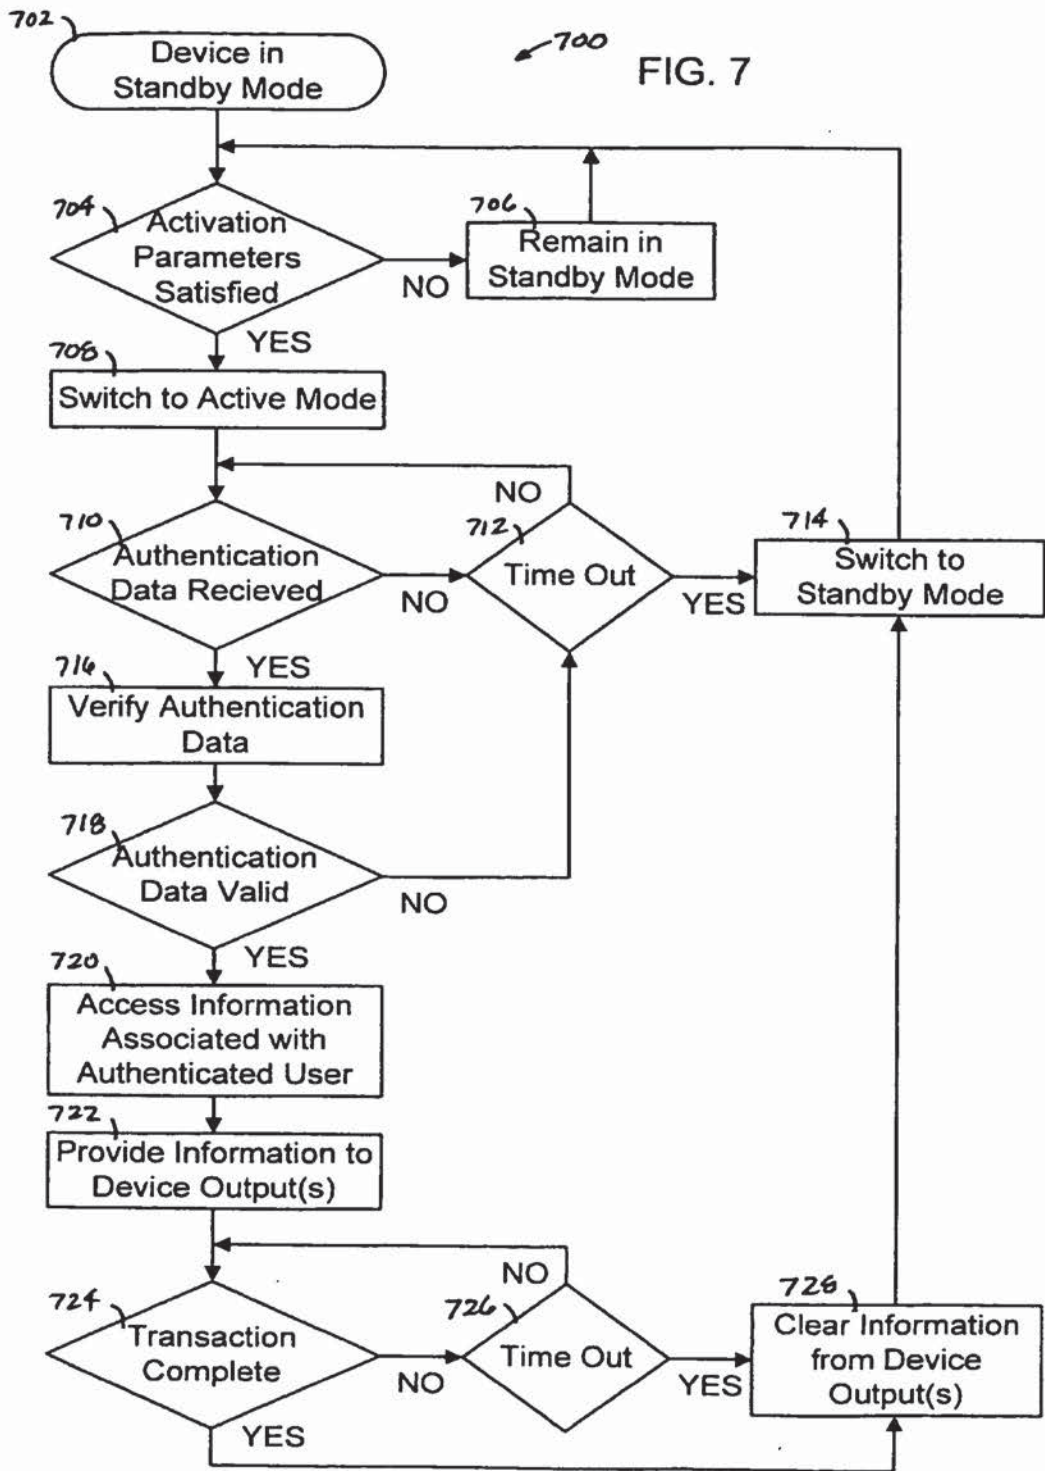 702
Device in
Standby Mode
700
FIG. 7
704
Activation
Parameters
Satisfied
NO
706
Remain in
Standby Mode
YES
708
Switch to Active Mode
NO
710
Authentication
Data Recieved
NO
712
Time Out
YES
714
Switch to
Standby Mode
YES
716
Verify Authentication
Data
718
Authentication
Data Valid
NO
YES
720
Access Information
Associated with
Authenticated User
722
Provide Information to
Device Output(s)
NO
724
Transaction
Complete
NO
726
Time Out
YES
728
Clear Information
from Device
Output(s)
YES